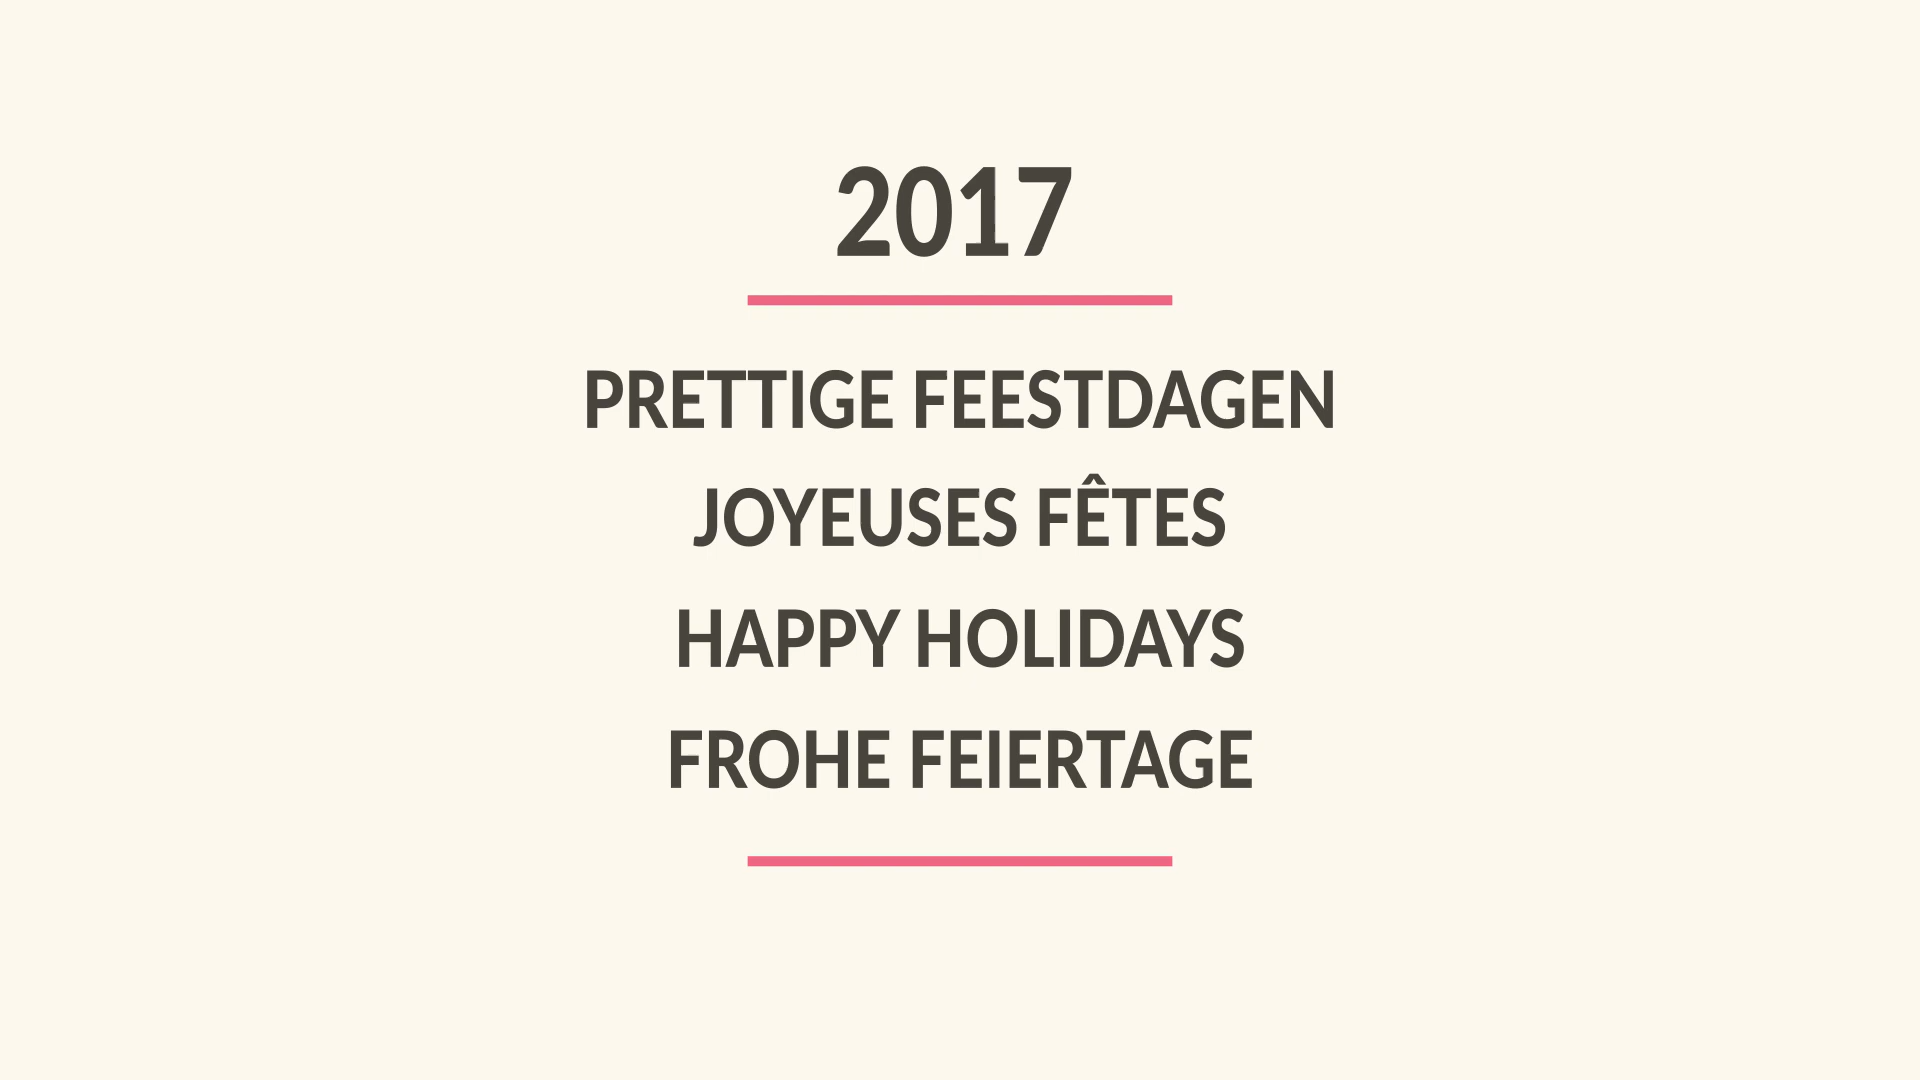 2017
PRETTIGE FEESTDAGEN
JOYEUSES FÊTES
HAPPY HOLIDAYS
FROHE FEIERTAGE